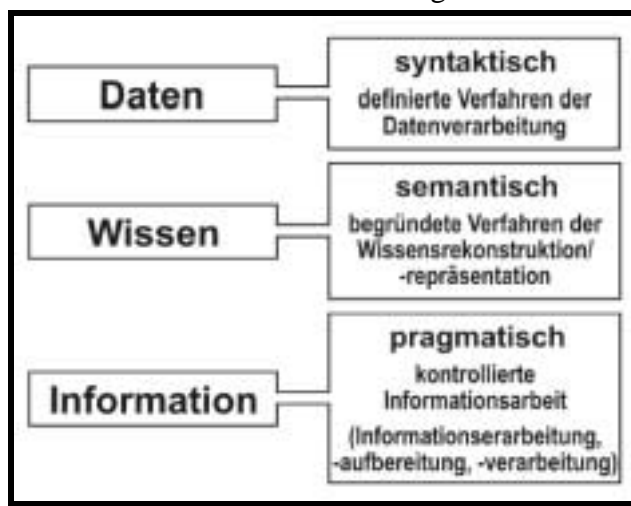 Daten
syntaktisch
definierte Verfahren der
Datenverarbeitung
Wissen
semantisch
begründete Verfahren der
Wissensrekonstruktion/
-repräsentation
Information
pragmatisch
kontrollierte
Informationsarbeit
(Informationserarbeitung,
-aufbereitung, -verarbeitung)